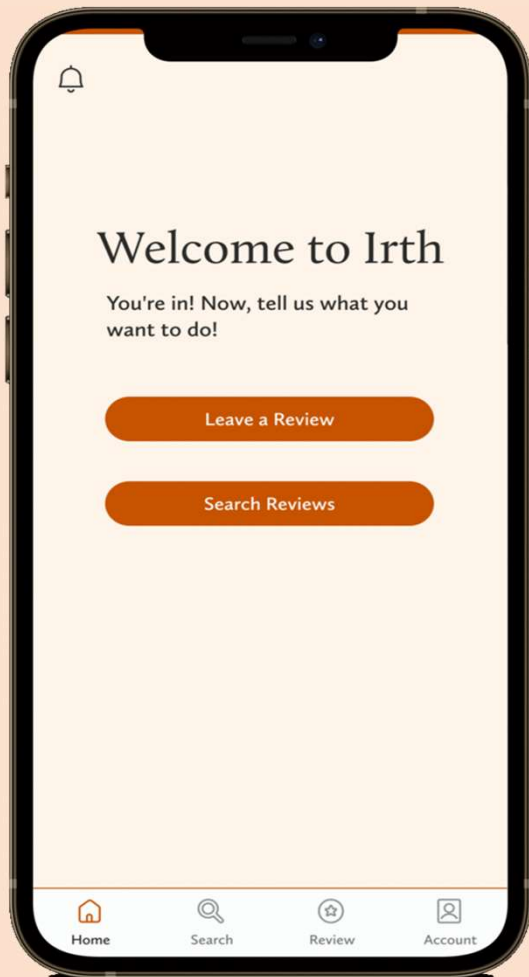 Welcome to Irth
You're in! Now, tell us what you
want to do!
Leave a Review
Search Reviews
Home
Search
Review
Account